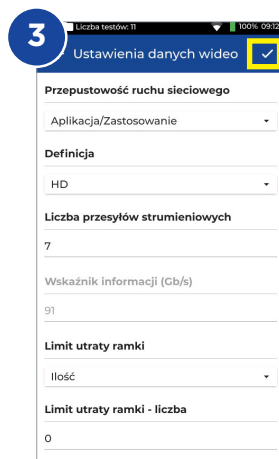 3
Liczba testów: 11 100% 09:12
Ustawienia danych wideo
Przepustowość ruchu sieciowego
Aplikacja/Zastosowanie
Definicja
HD
Liczba przesyłów strumieniowych
7
Wskaźnik informacji (Gb/s)
91
Limit utraty ramki
Ilość
Limit utraty ramki - liczba
0